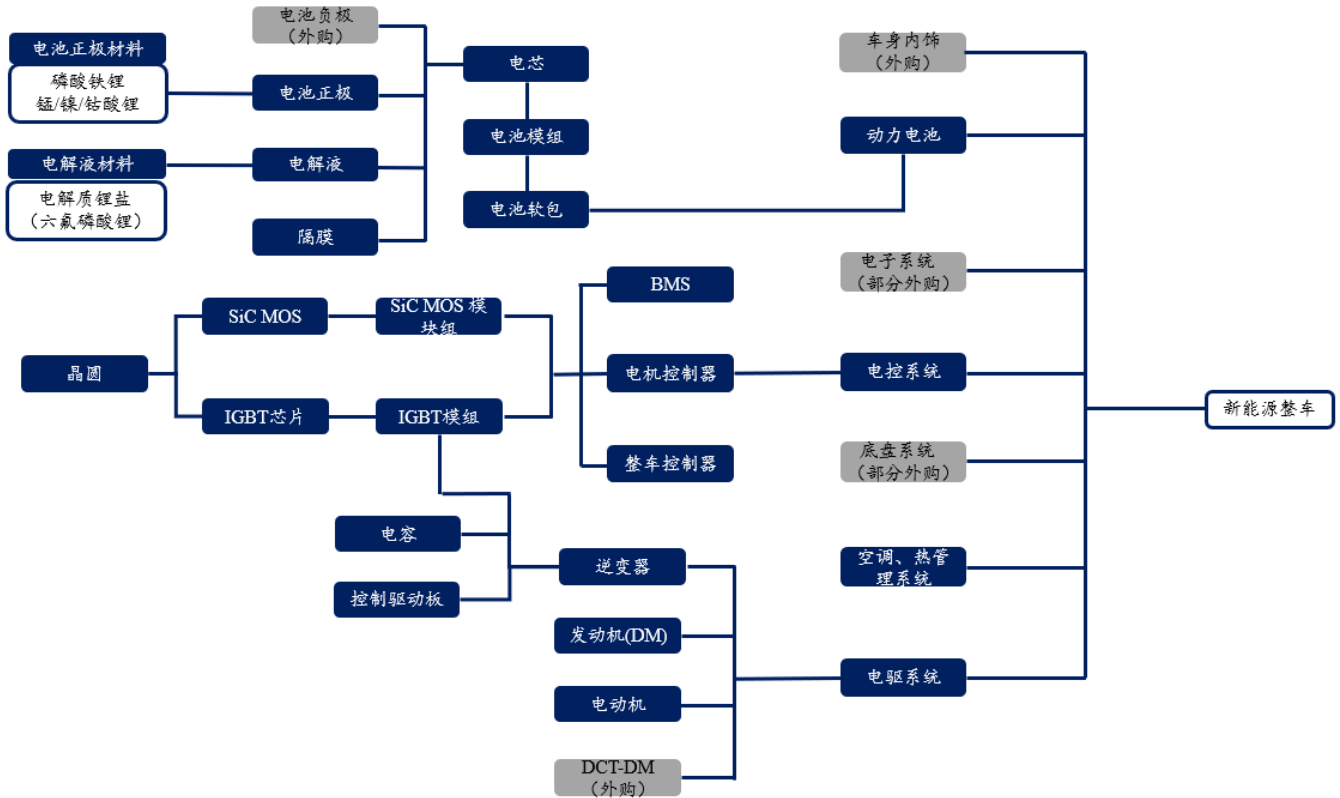 电池负极
（外购）
电池正极材料
磷酸铁锂
锰/镍/钴酸锂
电池正极
电解液材料
电解质锂盐
（六氟磷酸锂）
电解液
隔膜
电芯
电池模组
电池软包
车身内饰
（外购）
动力电池
电子系统
（部分外购）
晶圆
SiC MOS
SiC MOS 模
块组
IGBT芯片
IGBT模组
BMS
电机控制器
整车控制器
电控系统
底盘系统
（部分外购）
新能源整车
电容
控制驱动板
逆变器
发动机(DM)
电动机
DCT-DM
（外购）
空调、热管
理系统
电驱系统